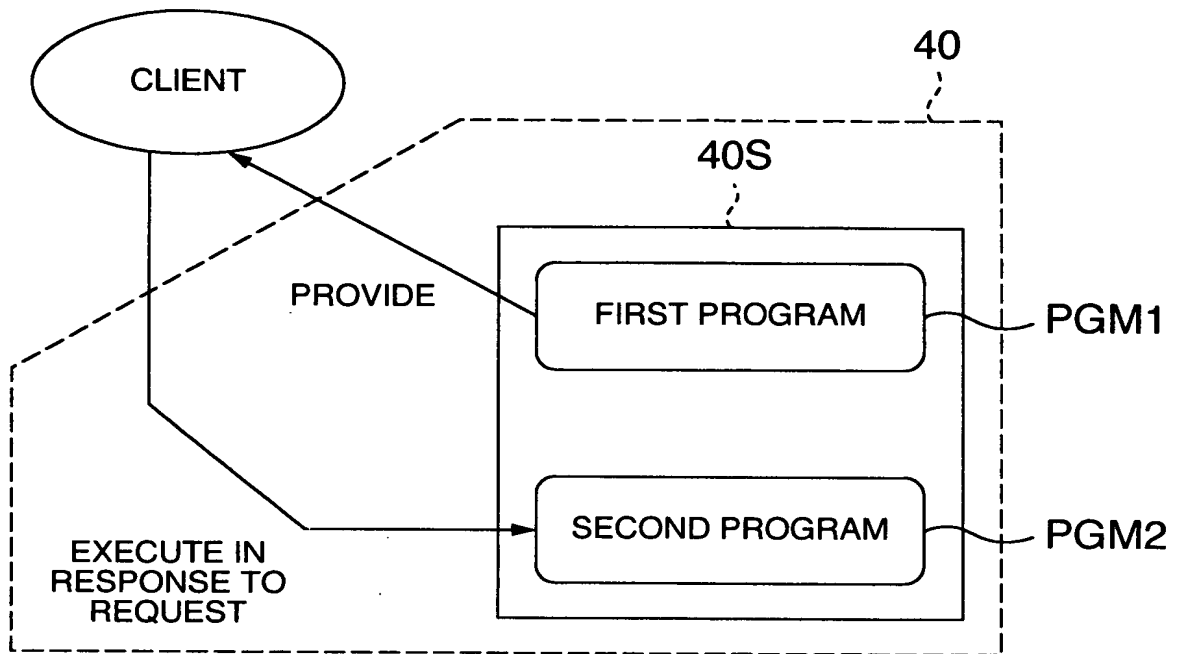 CLIENT
40
40S
PROVIDE
FIRST PROGRAM
PGM1
SECOND PROGRAM
PGM2
EXECUTE IN
RESPONSE TO
REQUEST